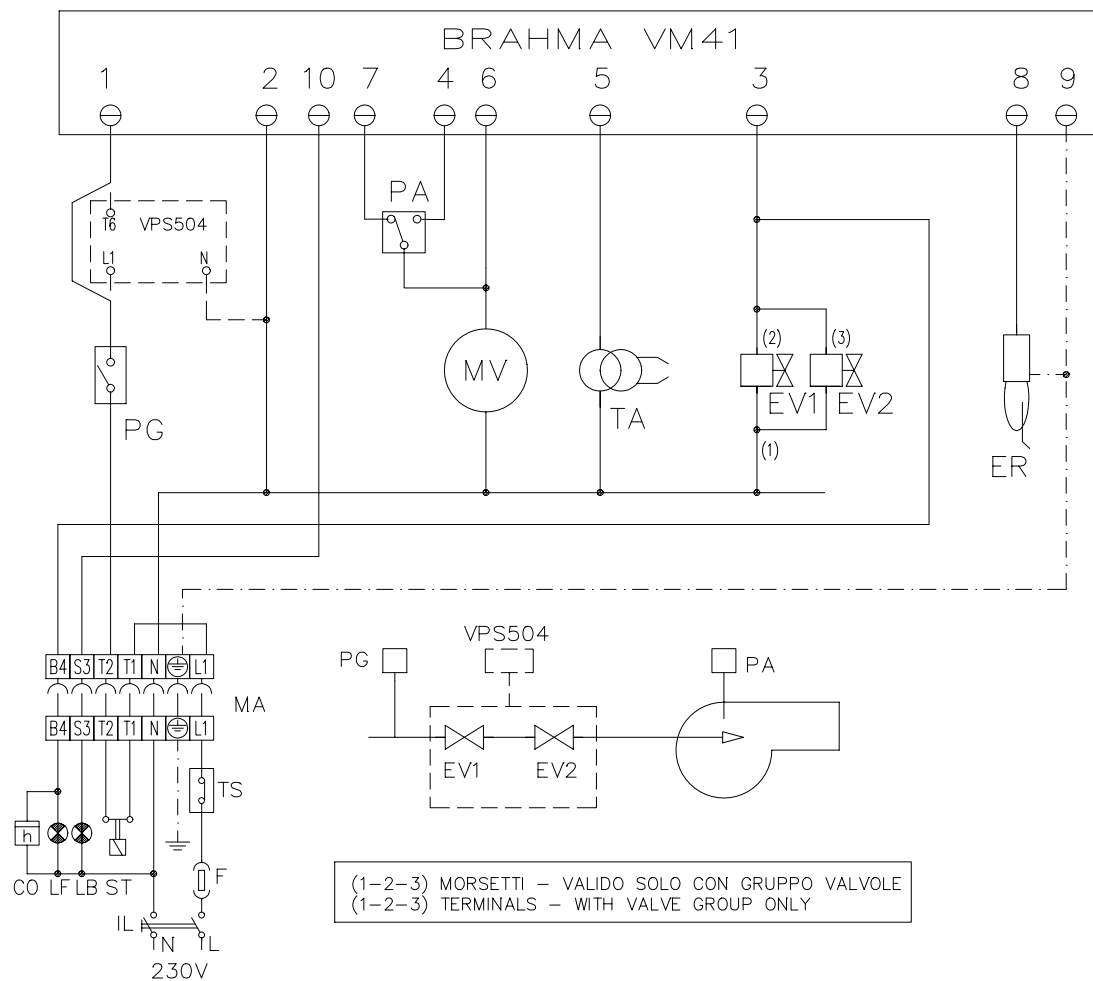 BRAHMA VM41
1 2 10 7 4 6 5 3 8 9
PA
T6 VPS504
L1 N
(2) (3)
MV
EV1 EV2
TA
PG
(1)
ER
VPS504
B4 S3 T2 T1 N L1
PG PA
MA
B4 S3 T2 T1 N L1
EV1 EV2
TS
h
F
CO LF LB ST
(1-2-3) MORSETTI - VALIDO SOLO CON GRUPPO VALVOLE
(1-2-3) TERMINALS - WITH VALVE GROUP ONLY
IL
N L
230V